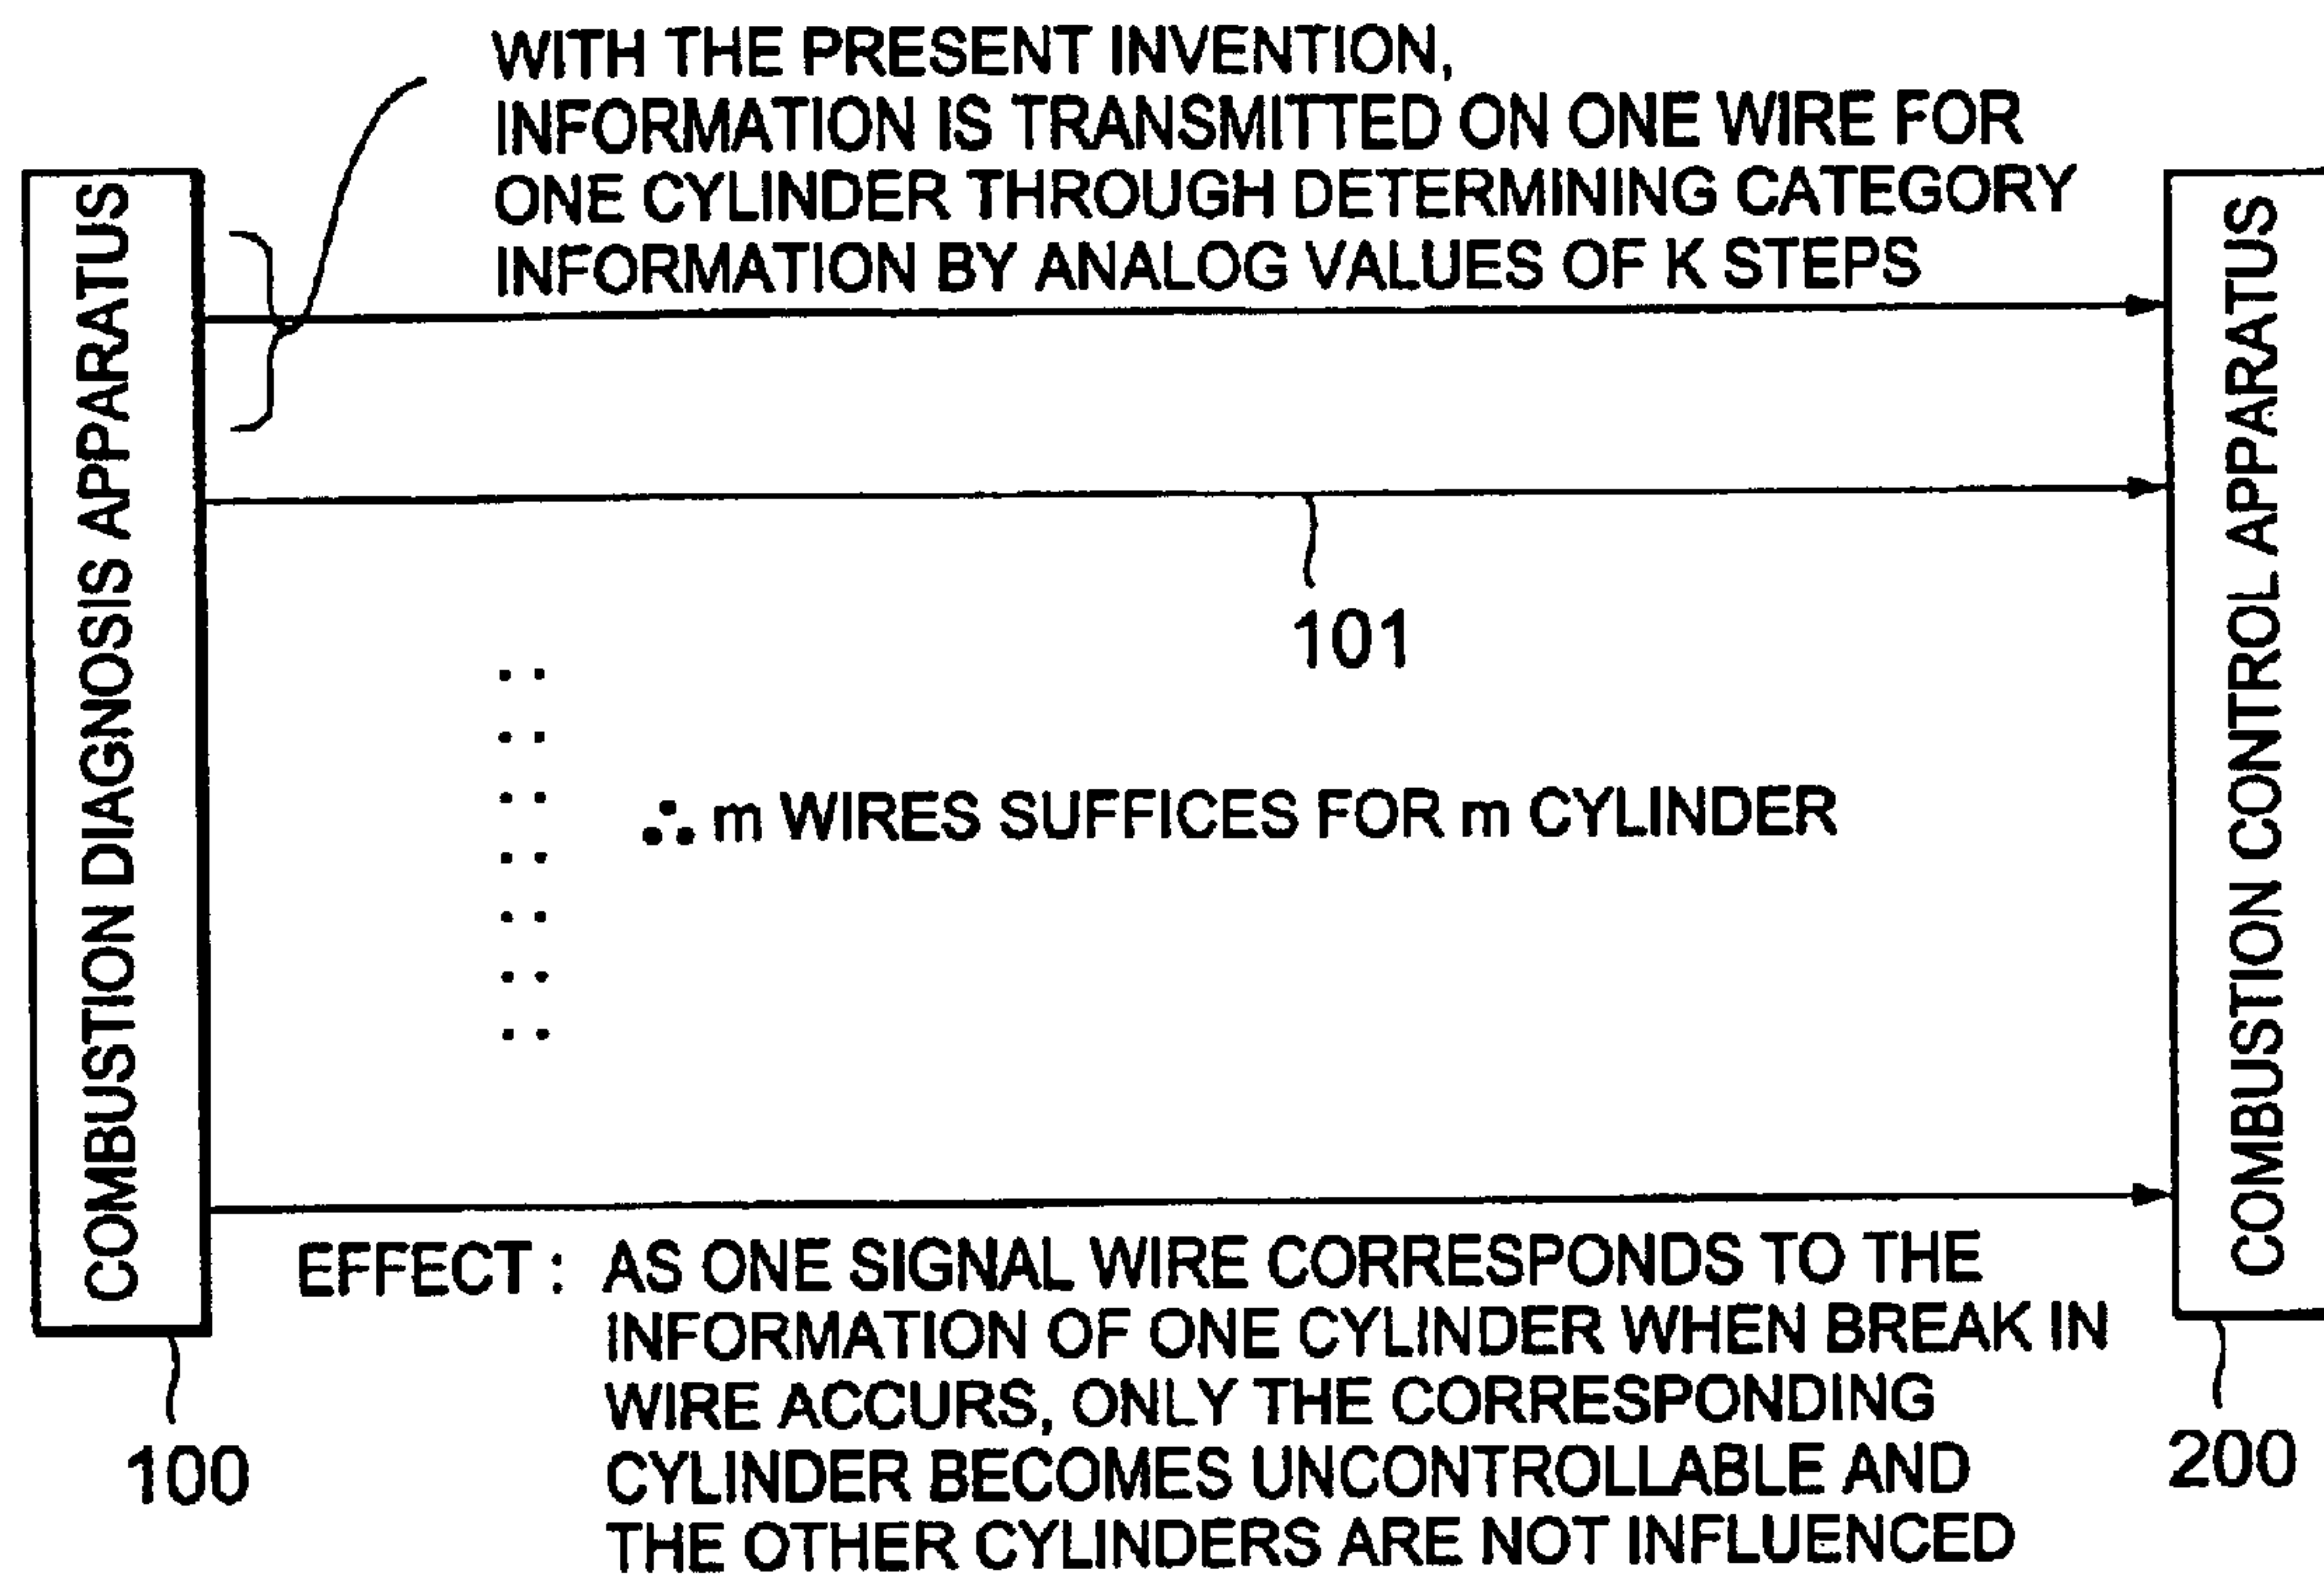 WITH THE PRESENT INVENTION,
INFORMATION IS TRANSMITTED ON ONE WIRE FOR
ONE CYLINDER THROUGH DETERMINING CATEGORY
INFORMATION BY ANALOG VALUES OF K STEPS
COMBUSTION DIAGNOSIS APPARATUS
COMBUSTION CONTROL APPARATUS
101
∴ m WIRES SUFFICES FOR m CYLINDER
EFFECT : AS ONE SIGNAL WIRE CORRESPONDS TO THE
INFORMATION OF ONE CYLINDER WHEN BREAK IN
WIRE ACCURS, ONLY THE CORRESPONDING
CYLINDER BECOMES UNCONTROLLABLE AND
THE OTHER CYLINDERS ARE NOT INFLUENCED
100
200